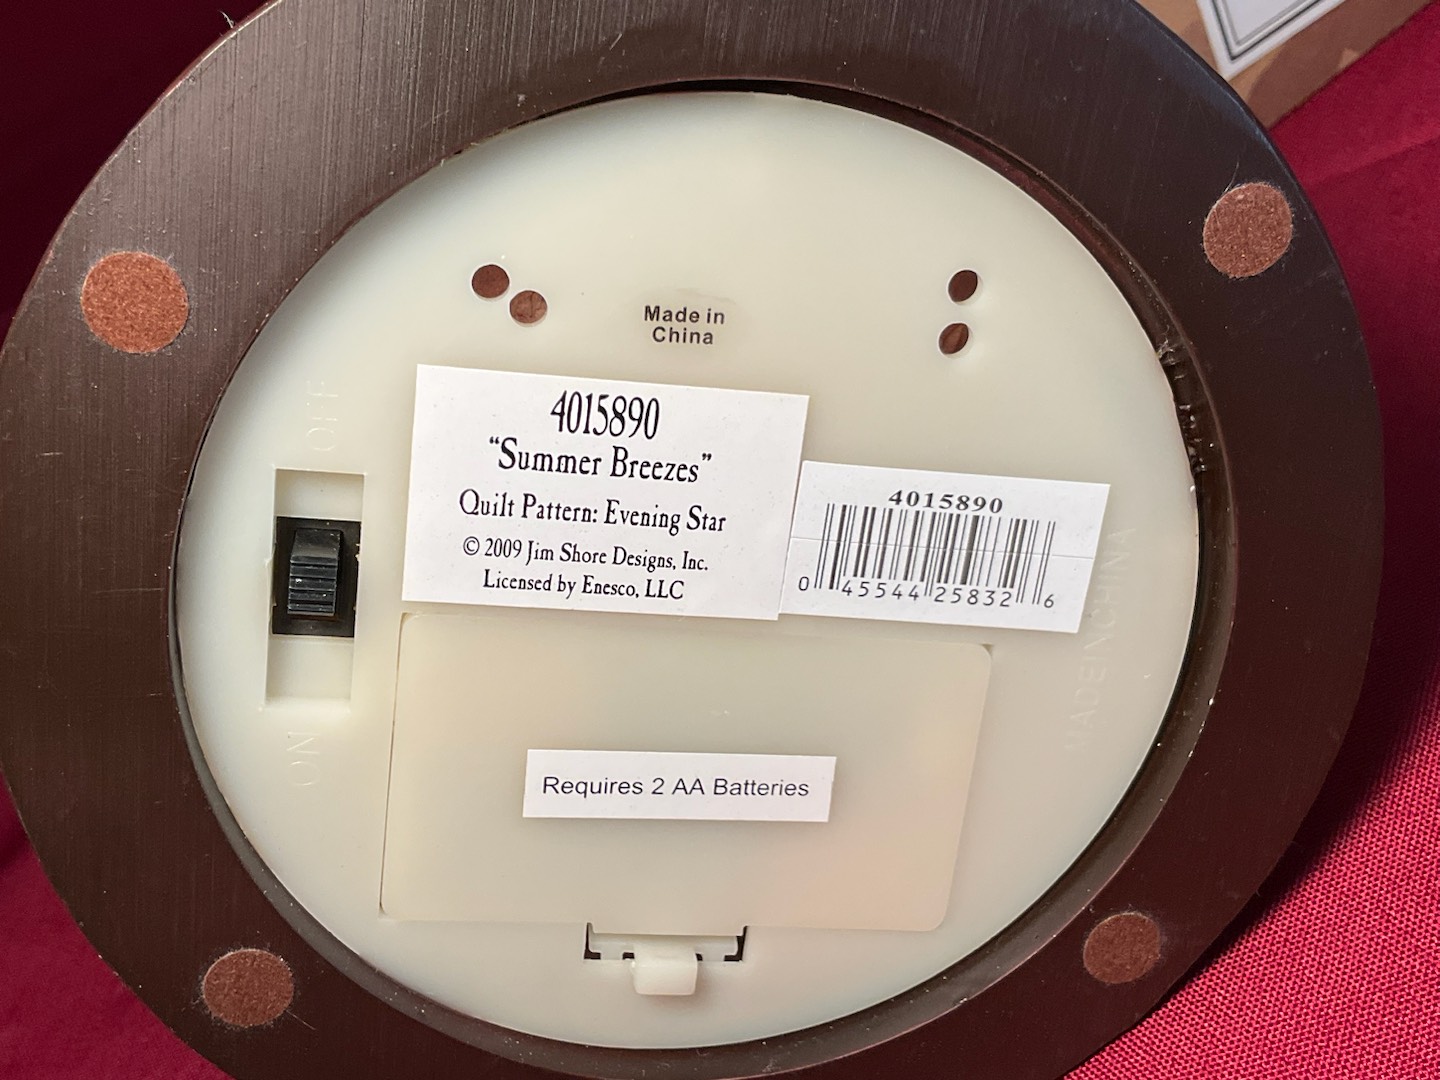 Made in
China
OFF
4015890
“Summer Breezes”
Quilt Pattern: Evening Star
© 2009 Jim Shore Designs, Inc.
Licensed by Enesco, LLC
4015890
0 45544 25832 6
MADE IN CHINA
ON
Requires 2 AA Batteries